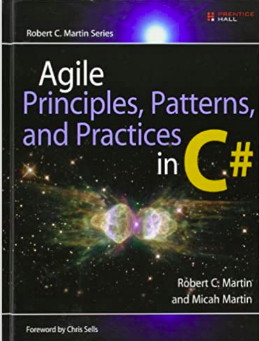 Robert C. Martin Series
PRENTICE
HALL
Agile
Principles, Patterns,
and Practices
in C#
Robert C. Martin
and Micah Martin
Foreword by Chris Sells